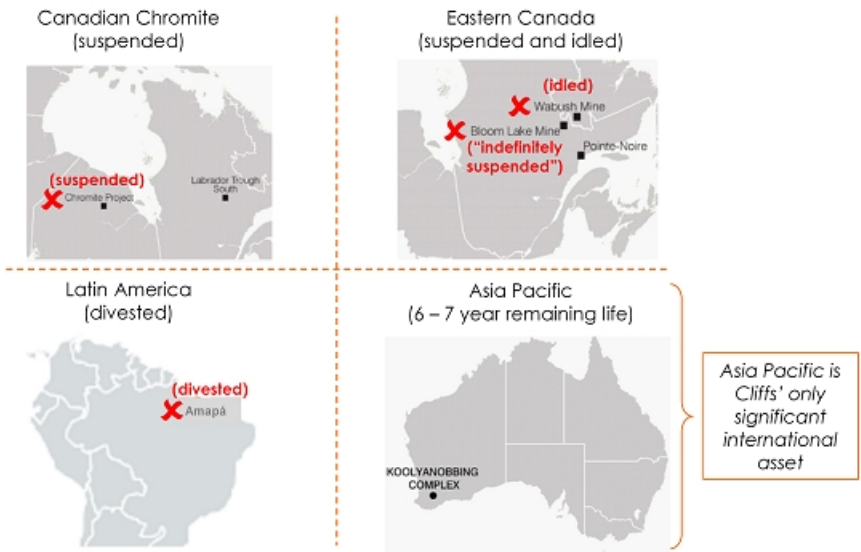 Canadian Chromite
(suspended)
(suspended)
Chromite Project
Labrador Trough
South
Eastern Canada
(suspended and idled)
(idled)
Wabush Mine
Bloom Lake Mine
("indefinitely
suspended")
Pointe-Noire
Latin America
(divested)
(divested)
Amapá
Asia Pacific
(6 – 7 year remaining life)
KOOLYANOBBING
COMPLEX
Asia Pacific is
Cliffs' only
significant
international
asset